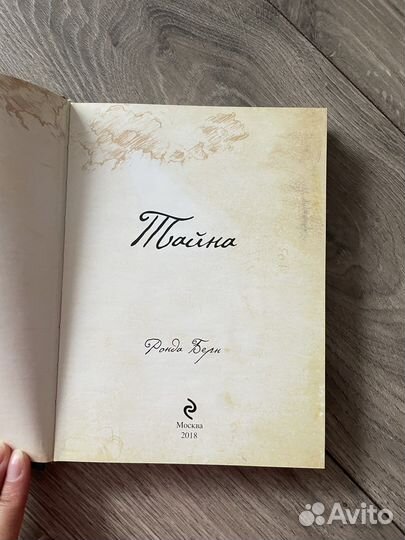 Тайна
Ронда Берн
Москва
2018
Avito